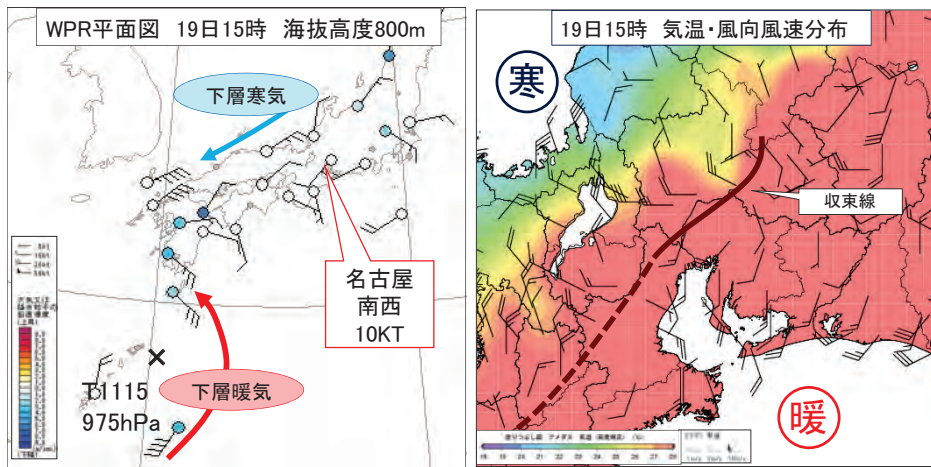 WPR平面図 19日15時 海抜高度800m
下層寒気
名古屋
南西
10KT
T1115
975hPa
下層暖気
19日15時 気温・風向風速分布
寒
収束線
暖